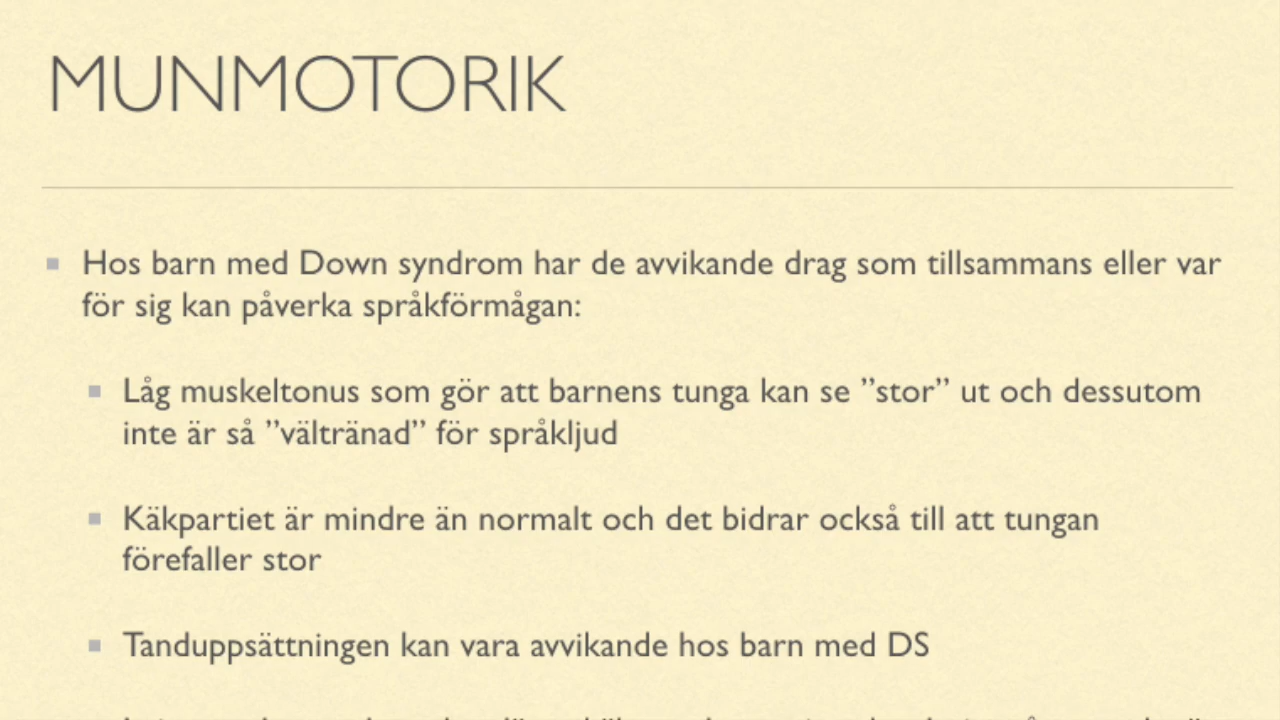 MUNMOTORIK
Hos barn med Down syndrom har de avvikande drag som tillsammans eller var
för sig kan påverka språkförmågan:
Låg muskeltonus som gör att barnens tunga kan se ”stor” ut och dessutom
inte är så ”vältränad” för språkljud
Käkpartiet är mindre än normalt och det bidrar också till att tungan
förefaller stor
Tanduppsättningen kan vara avvikande hos barn med DS